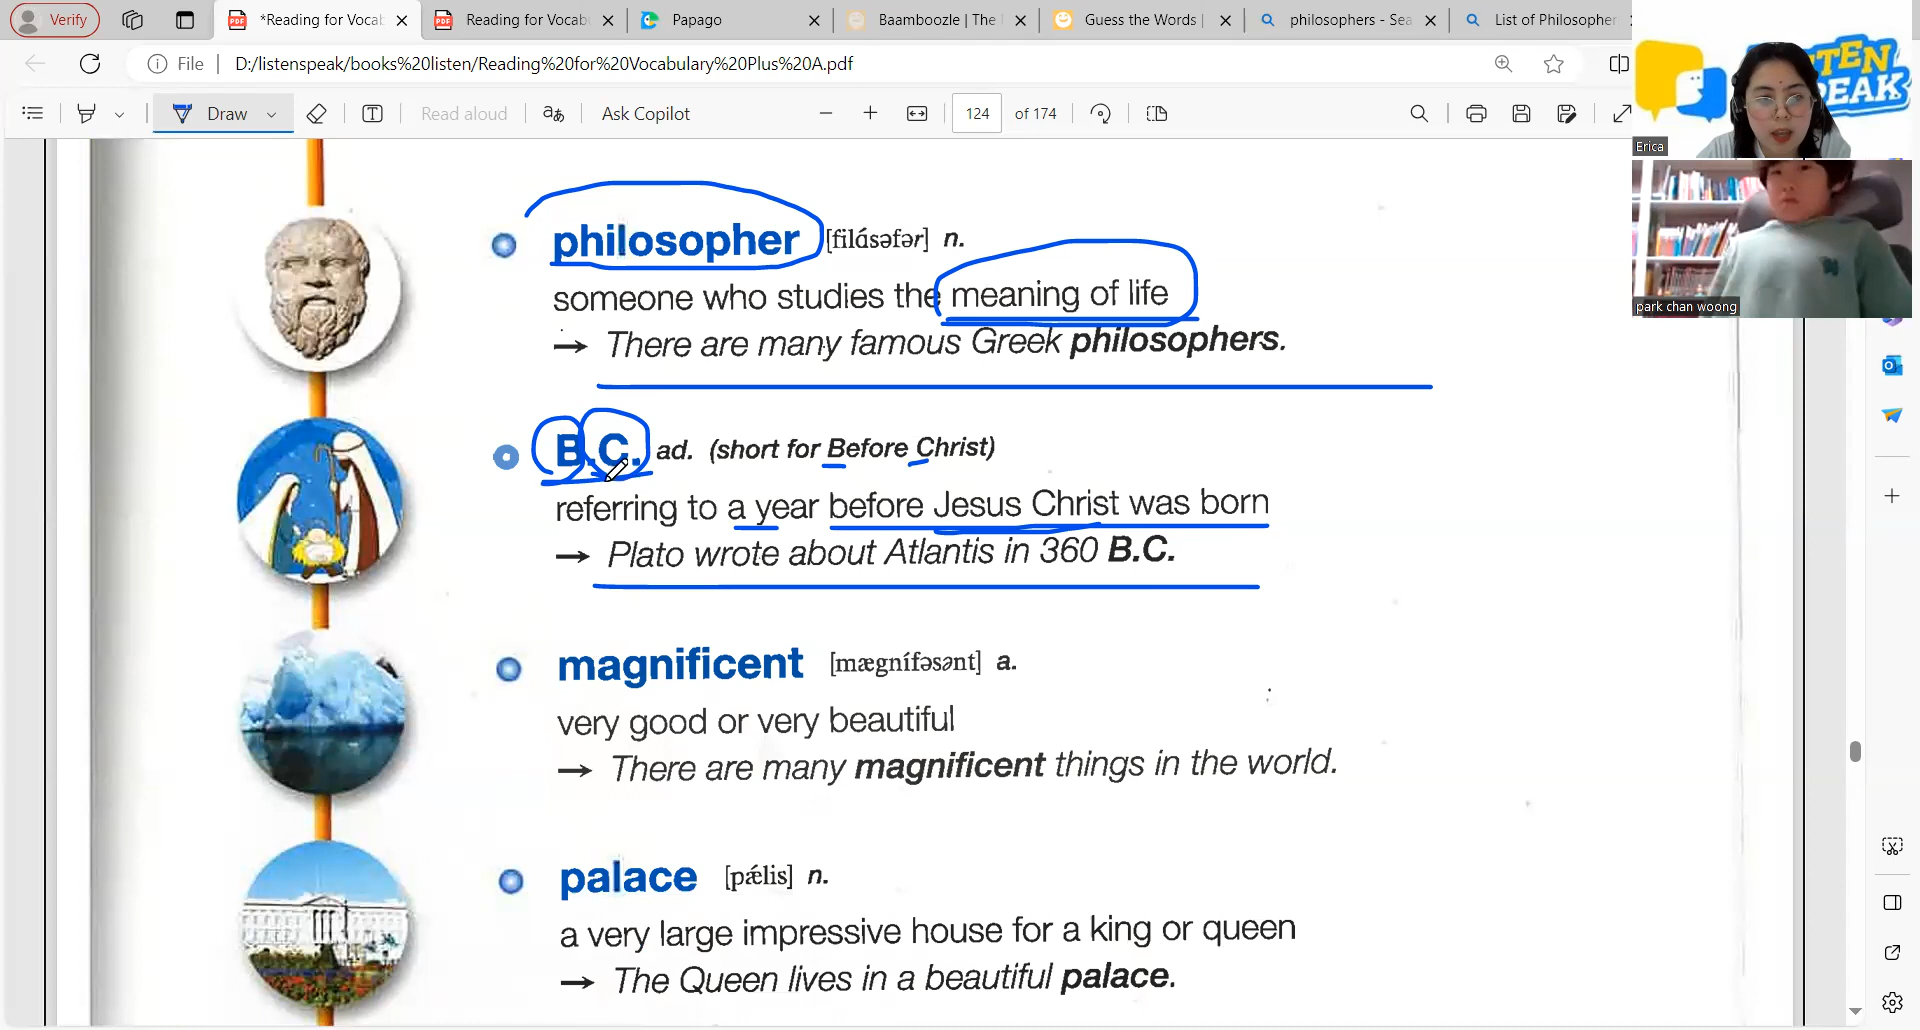 Verify
*Reading for Vocab
Reading for Vocabu
Papago
Baamboozle | The
Guess the Words |
philosophers - Sea
List of Philosopher
File
D:/listenspeak/books%20listen/Reading%20for%20Vocabulary%20Plus%20A.pdf
Draw
Read aloud
Ask Copilot
124
of 174
Erica
park chan woong
philosopher [filάsəfər] n.
someone who studies the meaning of life
→ There are many famous Greek philosophers.
B.C. ad. (short for Before Christ)
referring to a year before Jesus Christ was born
→ Plato wrote about Atlantis in 360 B.C.
magnificent [mægnífəsənt] a.
very good or very beautiful
→ There are many magnificent things in the world.
palace [pǽlis] n.
a very large impressive house for a king or queen
→ The Queen lives in a beautiful palace.